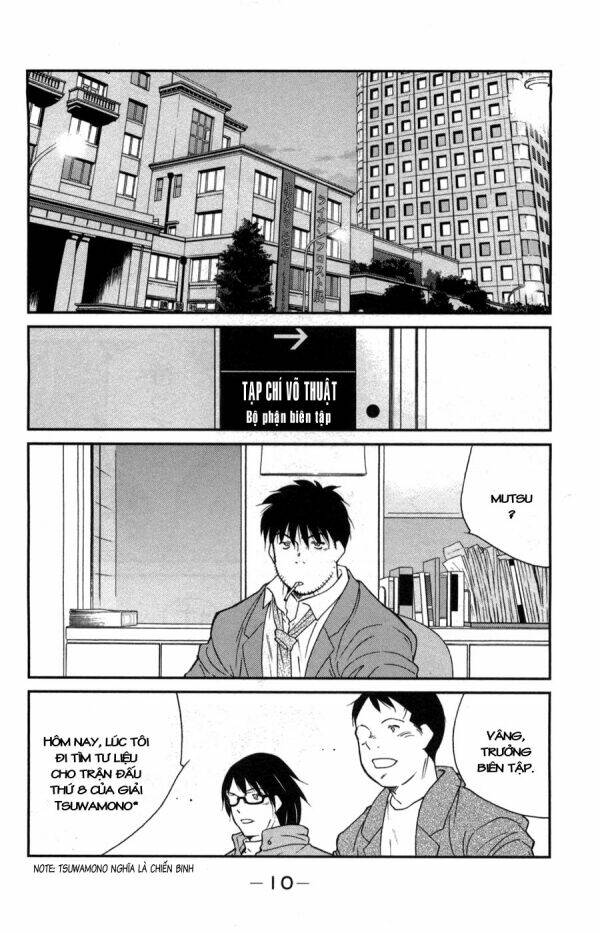 →
TẠP CHÍ VÕ THUẬT
Bộ phận biên tập
MUTSU
?
VÂNG,
TRƯỞNG
BIÊN TẬP.
HÔM NAY, LÚC TÔI
ĐI TÌM TƯ LIỆU
CHO TRẬN ĐẤU
THỨ 8 CỦA GIẢI
TSUWAMONO*
NOTE: TSUWAMONO NGHĨA LÀ CHIẾN BINH
—10—